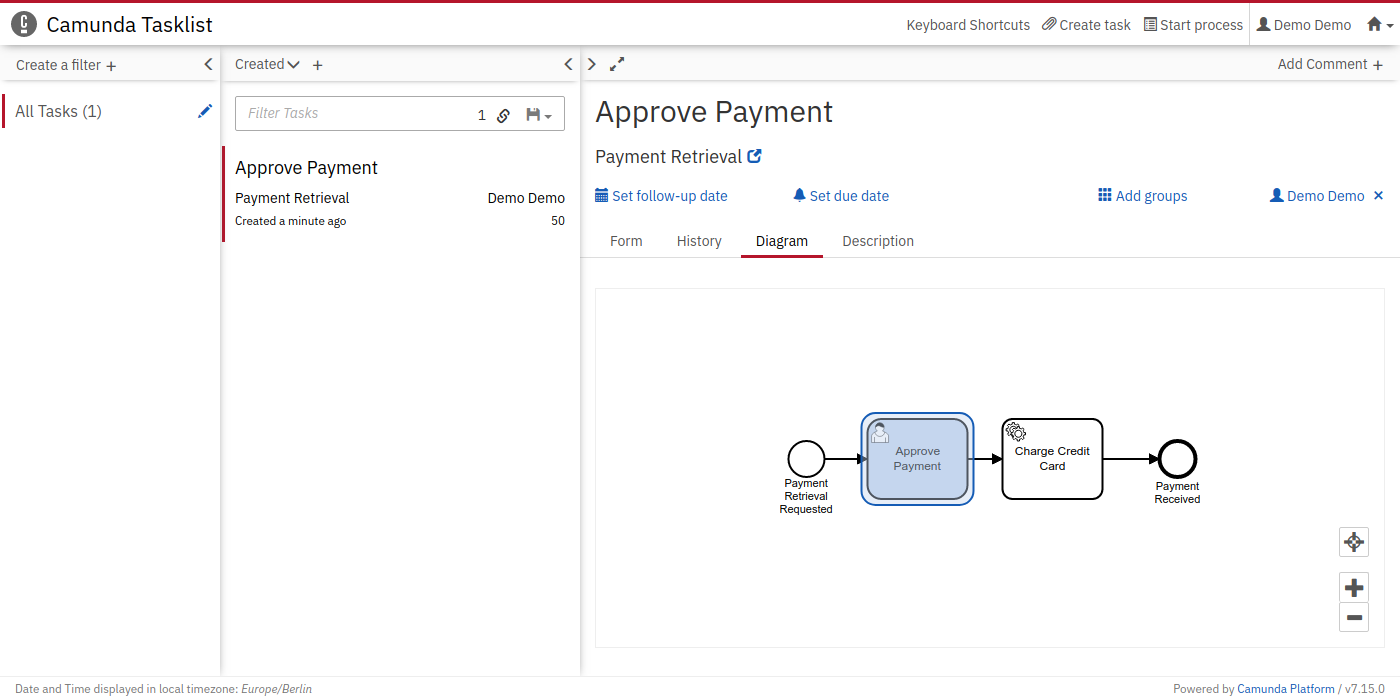 Camunda Tasklist
Keyboard Shortcuts Create task Start process Demo Demo
Create a filter +
Created +
Add Comment +
All Tasks (1)
Filter Tasks 1
Approve Payment
Payment Retrieval Demo Demo
Created a minute ago 50
Approve Payment
Payment Retrieval
Set follow-up date Set due date Add groups Demo Demo ×
Form History Diagram Description
Payment
Retrieval
Requested
Approve
Payment
Charge Credit
Card
Payment
Received
Date and Time displayed in local timezone: Europe/Berlin
Powered by Camunda Platform / v7.15.0